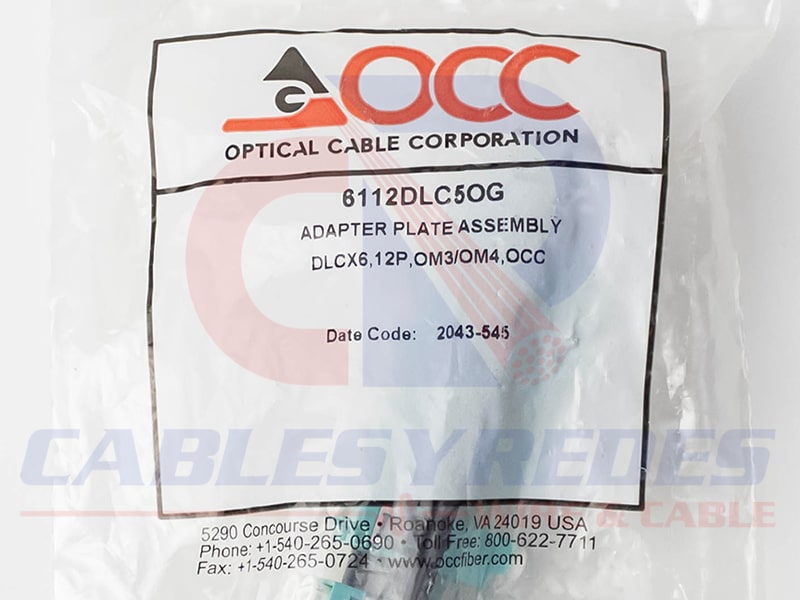 OCC
OPTICAL CABLE CORPORATION
6112DLC5OG
ADAPTER PLATE ASSEMBLY
DLCX6,12P,OM3/OM4,OCC
Date Code: 2043-545
CABLESYREDES
& CABLE
5290 Concourse Drive • Roanoke, VA 24019 USA
Phone: +1-540-265-0690 • Toll Free: 800-622-7711
Fax: +1-540-265-0724 • www.occfiber.com